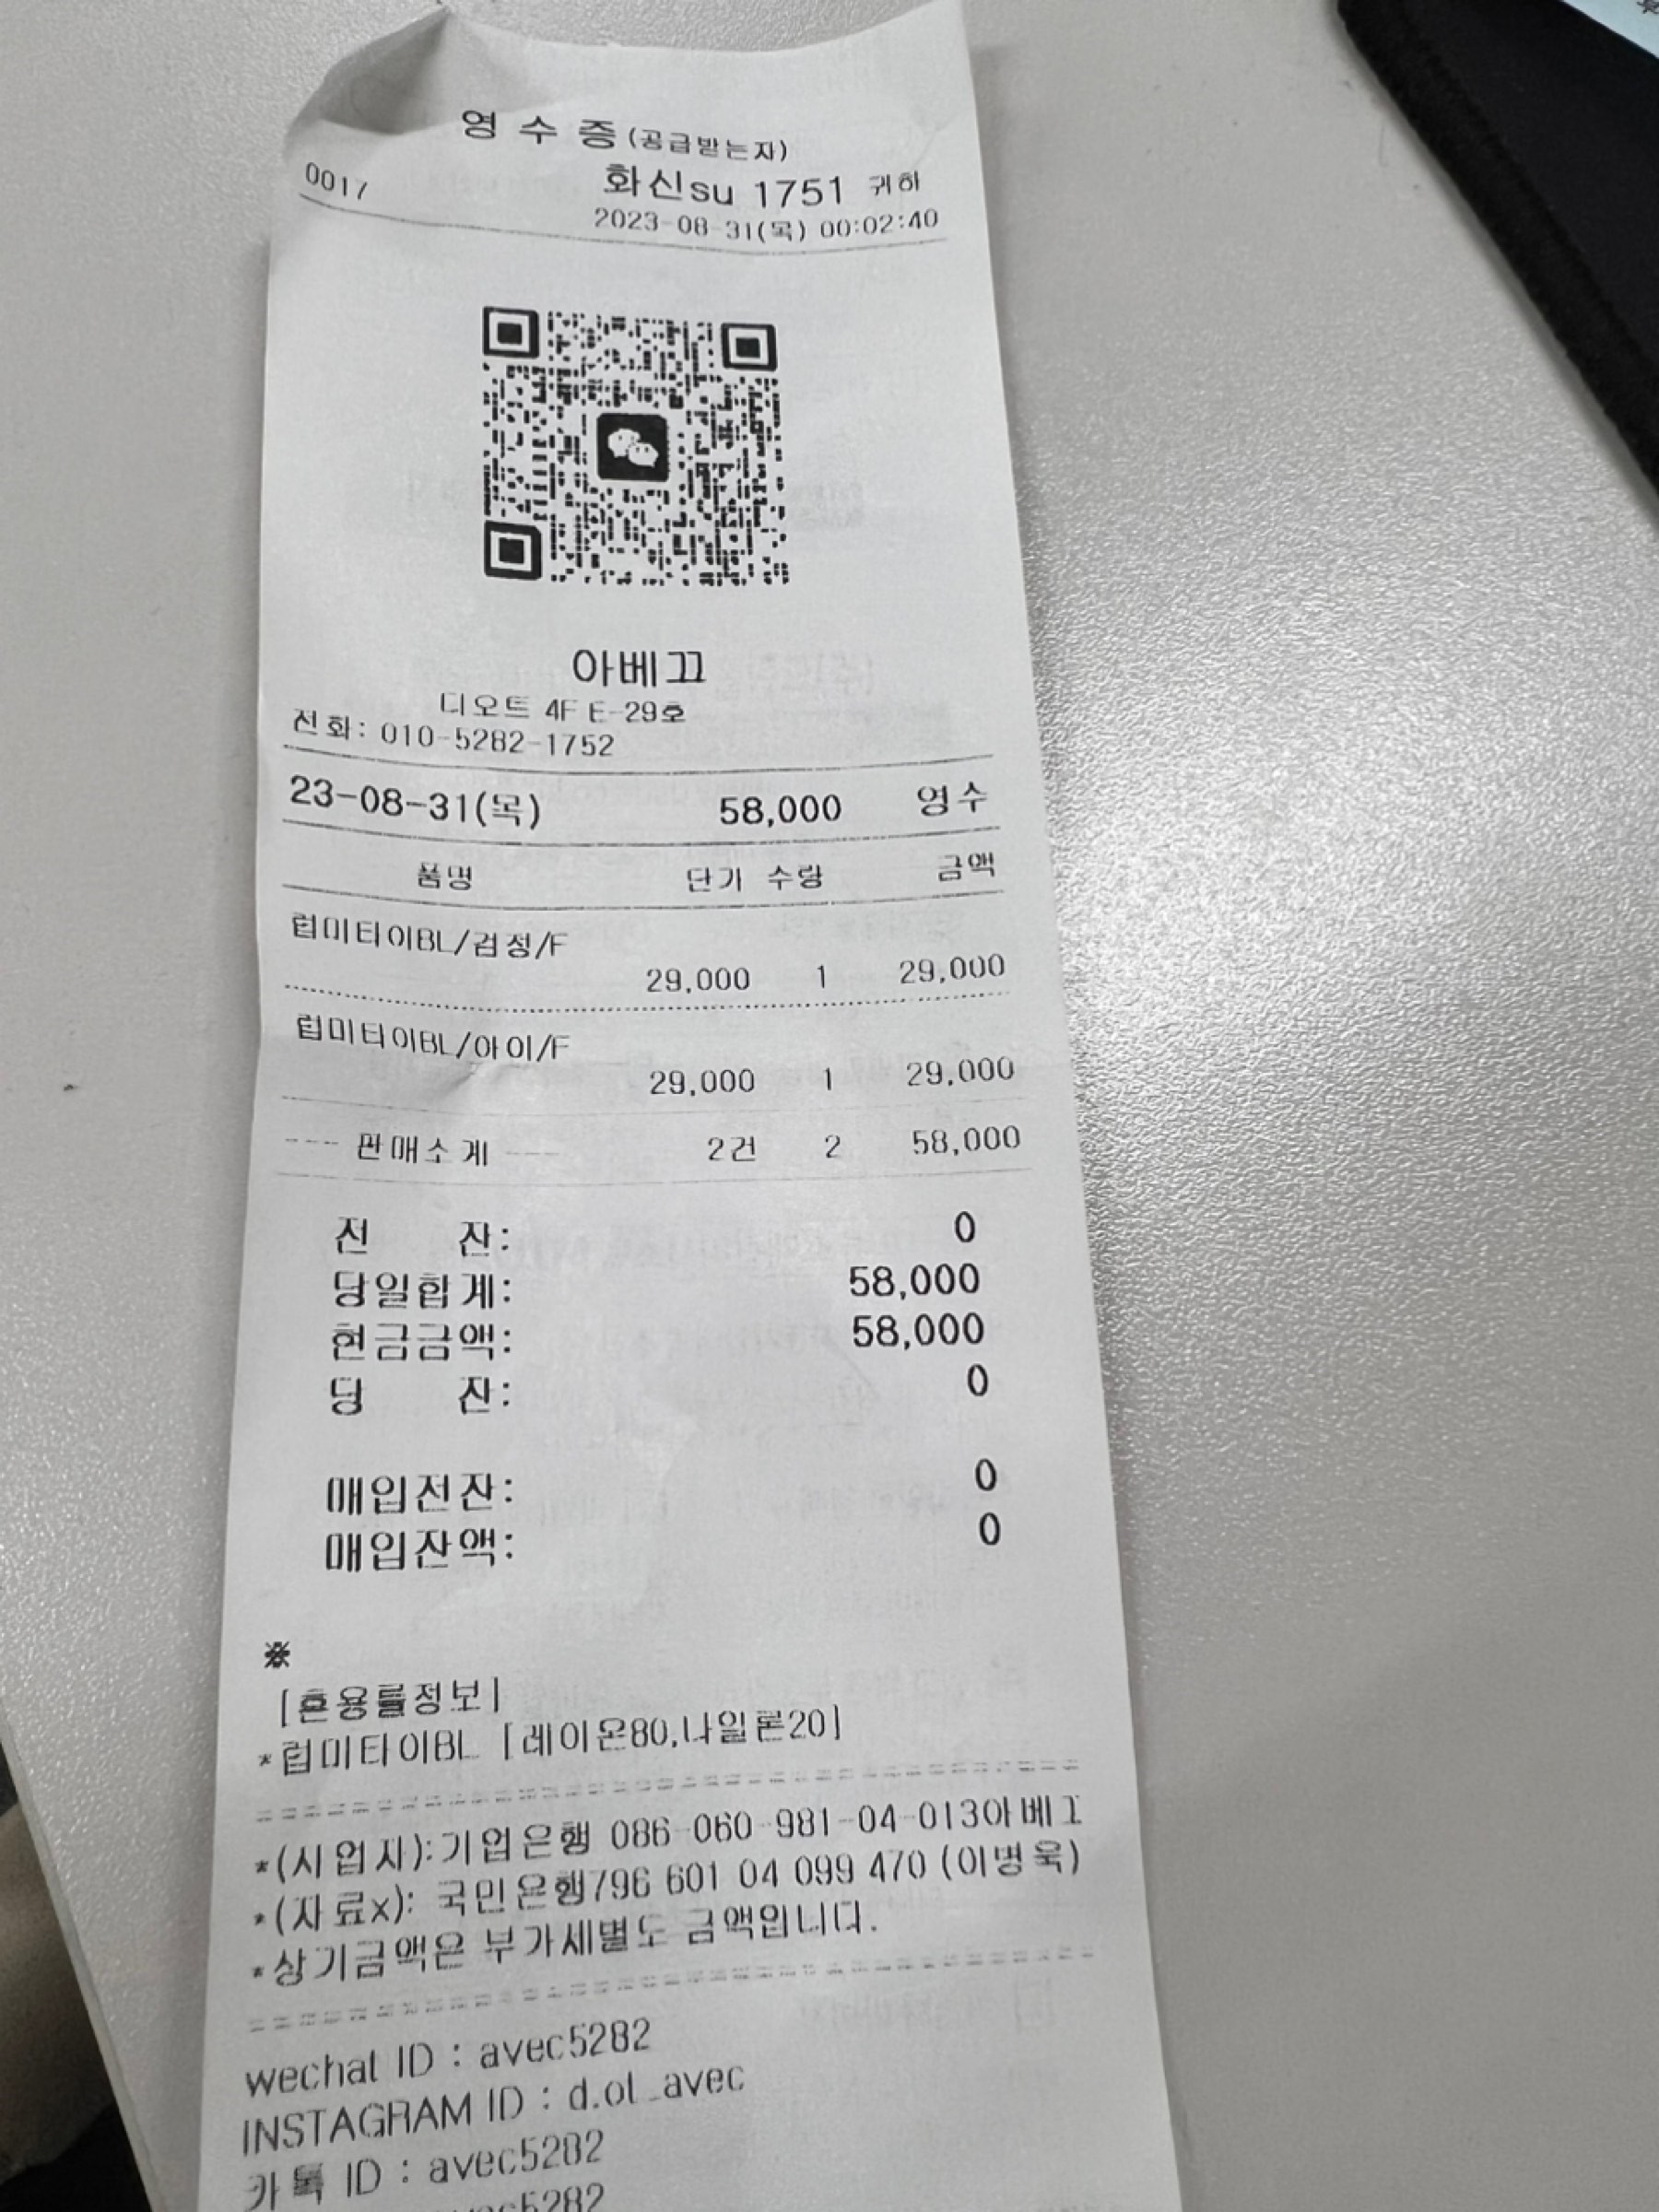 영 수 증(공급받는자)
0017 화신su 1751 귀하
2023-08-31(목) 00:02:40
아베끄
디오트 4F E-29호
전화: 010-5282-1752
23-08-31(목) 58,000 영수
품명 단가 수량 금액
럽미티이BL/검정/F
29,000 1 29,000
럽미티이BL/아이/F
29,000 1 29,000
--- 판매소계 --- 2건 2 58,000
전 잔: 0
당일합계: 58,000
현금금액: 58,000
당 잔: 0
매입전잔: 0
매입잔액: 0
※
[혼용률정보]
*럽미티이BL [레이온80,나일론20]
*(사업자):기업은행 086-060-981-04-013아베끄
*(자료x): 국민은행796 601 04 099 470 (이병욱)
*상기금액은 부가세별도 금액입니다.
wechat ID : avec5282
INSTAGRAM ID : d.ot_avec
카톡 ID : avec5282